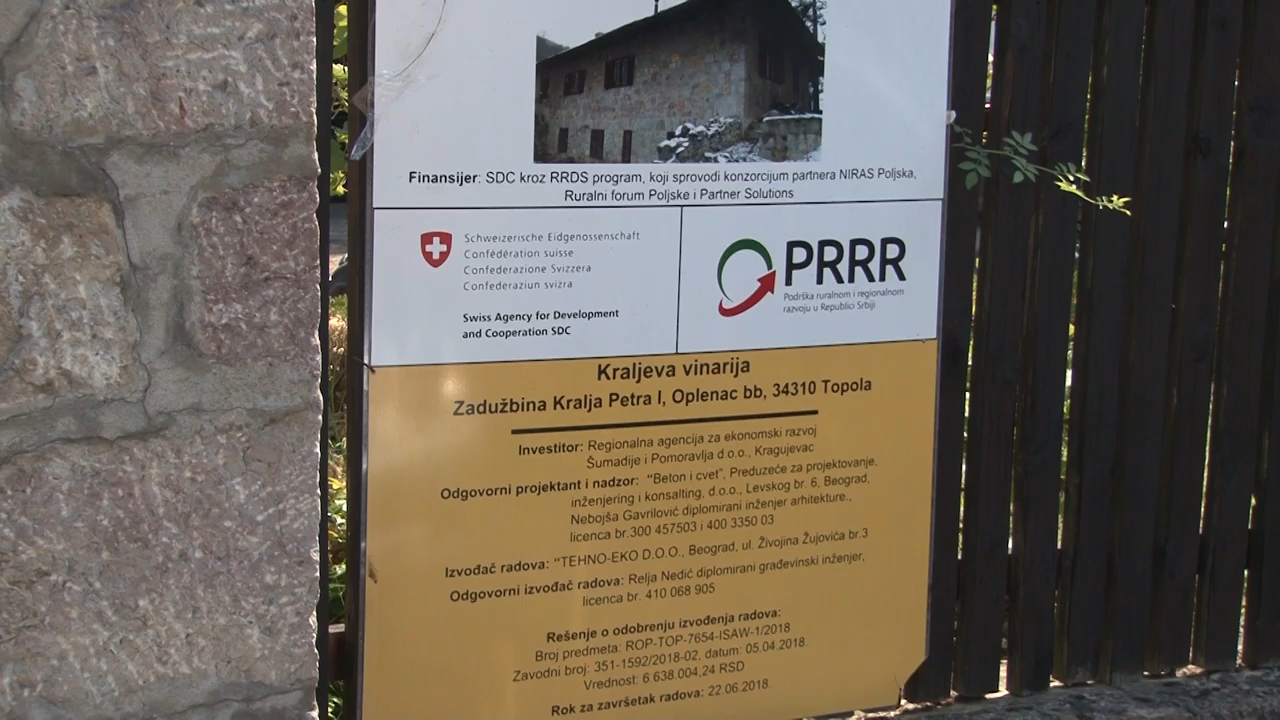 Finansijer: SDC kroz RRDS program, koji sprovodi konzorcijum partnera NIRAS Poljska,
Ruralni forum Poljske i Partner Solutions
Schweizerische Eidgenossenschaft
Confédération suisse
Confederazione Svizzera
Confederaziun svizra
Swiss Agency for Development
and Cooperation SDC
PRRR
Podrška ruralnom i regionalnom
razvoju u Republici Srbiji
Kraljeva vinarija
Zadužbina Kralja Petra I, Oplenac bb, 34310 Topola
Investitor: Regionalna agencija za ekonomski razvoj
Šumadije i Pomoravlja d.o.o., Kragujevac
Odgovorni projektant i nadzor: “Beton i cvet”, Preduzeće za projektovanje,
inženjering i konsalting, d.o.o., Levskog br. 6, Beograd,
Nebojša Gavrilović diplomirani inženjer arhitekture.,
licenca br.300 457503 i 400 3350 03
Izvođač radova: “TEHNO-EKO D.O.O., Beograd, ul. Živojina Žujovića br.3
Odgovorni izvođač radova: Relja Nedić diplomirani građevinski inženjer,
licenca br. 410 068 905
Rešenje o odobrenju izvođenja radova:
Broj predmeta: ROP-TOP-7654-ISAW-1/2018
Zavodni broj: 351-1592/2018-02, datum: 05.04.2018.
Vrednost: 6.638.004,24 RSD
Rok za završetak radova: 22.06.2018.